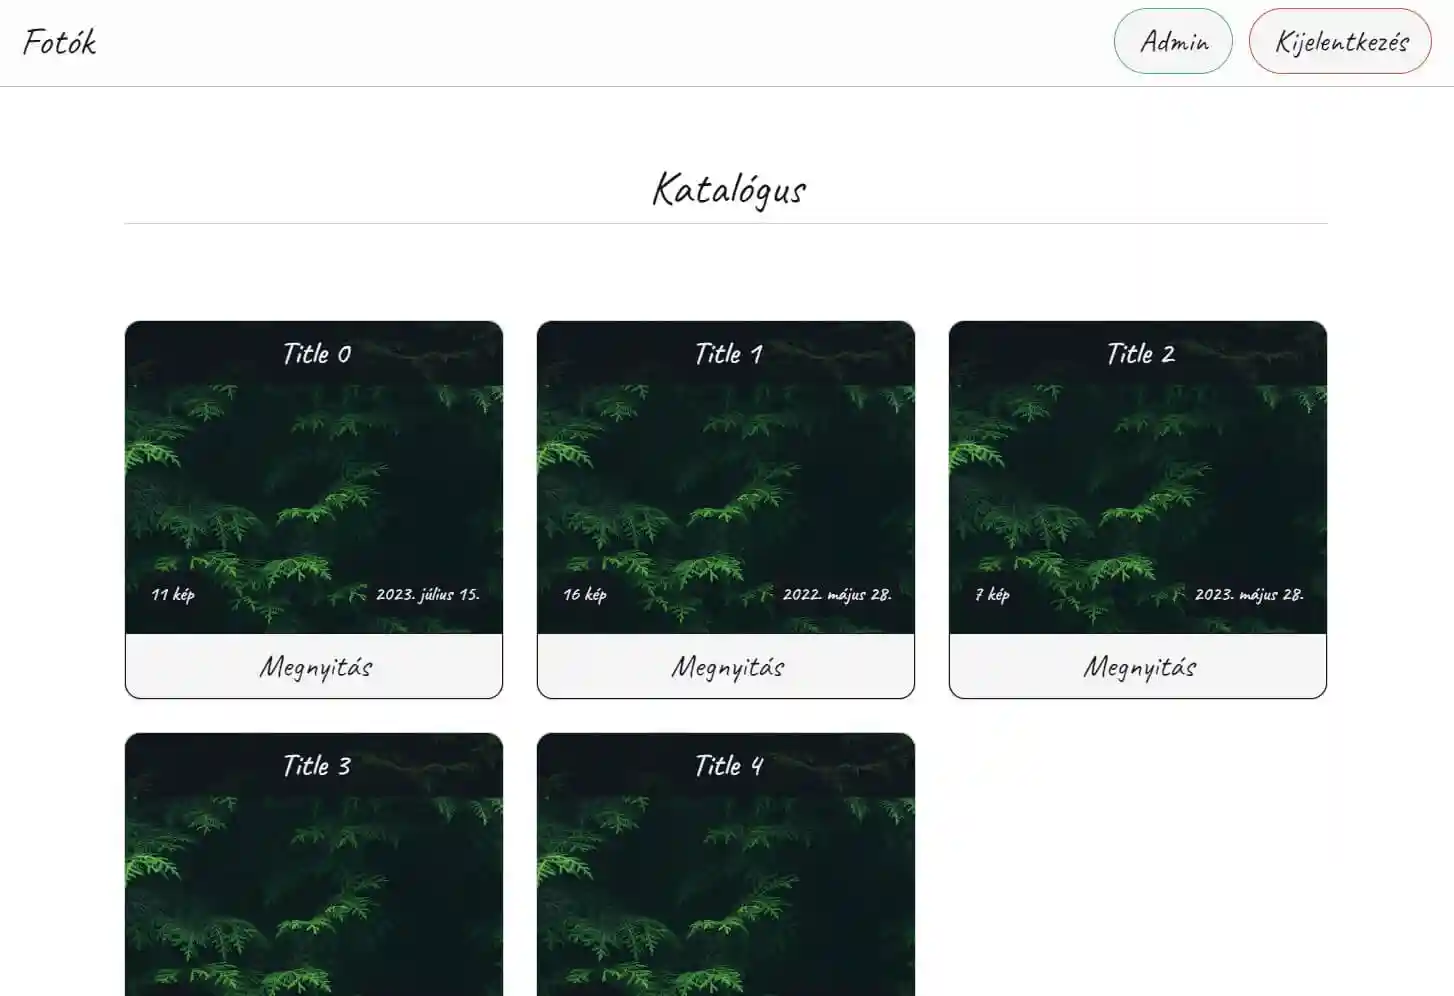 Fotók
Admin
Kijelentkezés
Katalógus
Title 0
11 kép
2023. július 15.
Megnyitás
Title 1
16 kép
2022. május 28.
Megnyitás
Title 2
7 kép
2023. május 28.
Megnyitás
Title 3
Title 4